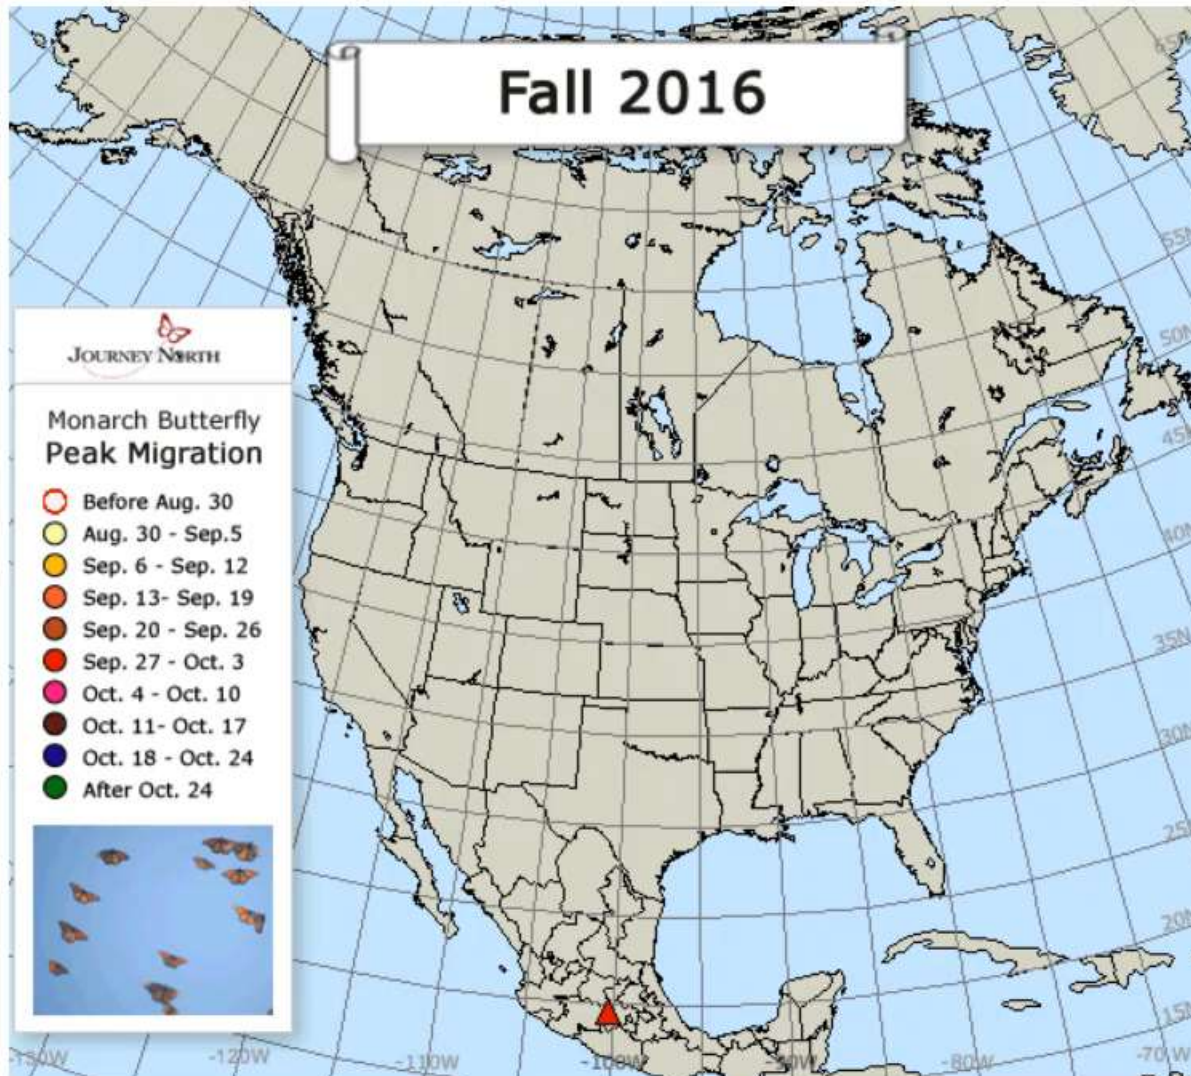 Fall 2016
65N
55N
50N
45N
40N
35N
30N
25N
20N
15N
JOURNEY NORTH
Monarch Butterfly
Peak Migration
Before Aug. 30
Aug. 30 - Sep.5
Sep. 6 - Sep. 12
Sep. 13- Sep. 19
Sep. 20 - Sep. 26
Sep. 27 - Oct. 3
Oct. 4 - Oct. 10
Oct. 11- Oct. 17
Oct. 18 - Oct. 24
After Oct. 24
-150W -120W -110W -100W -90W -80W -70W